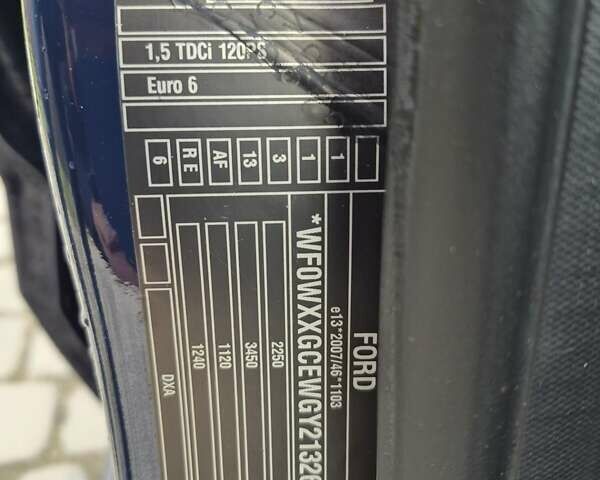 1,5 TDCi 120PS
Euro 6
6 RE AF 13 3 1 1
FORD
e13*2007/46*1103
*WF0WXXGCEWGY21326
2250
3450
1120
1240
DXA